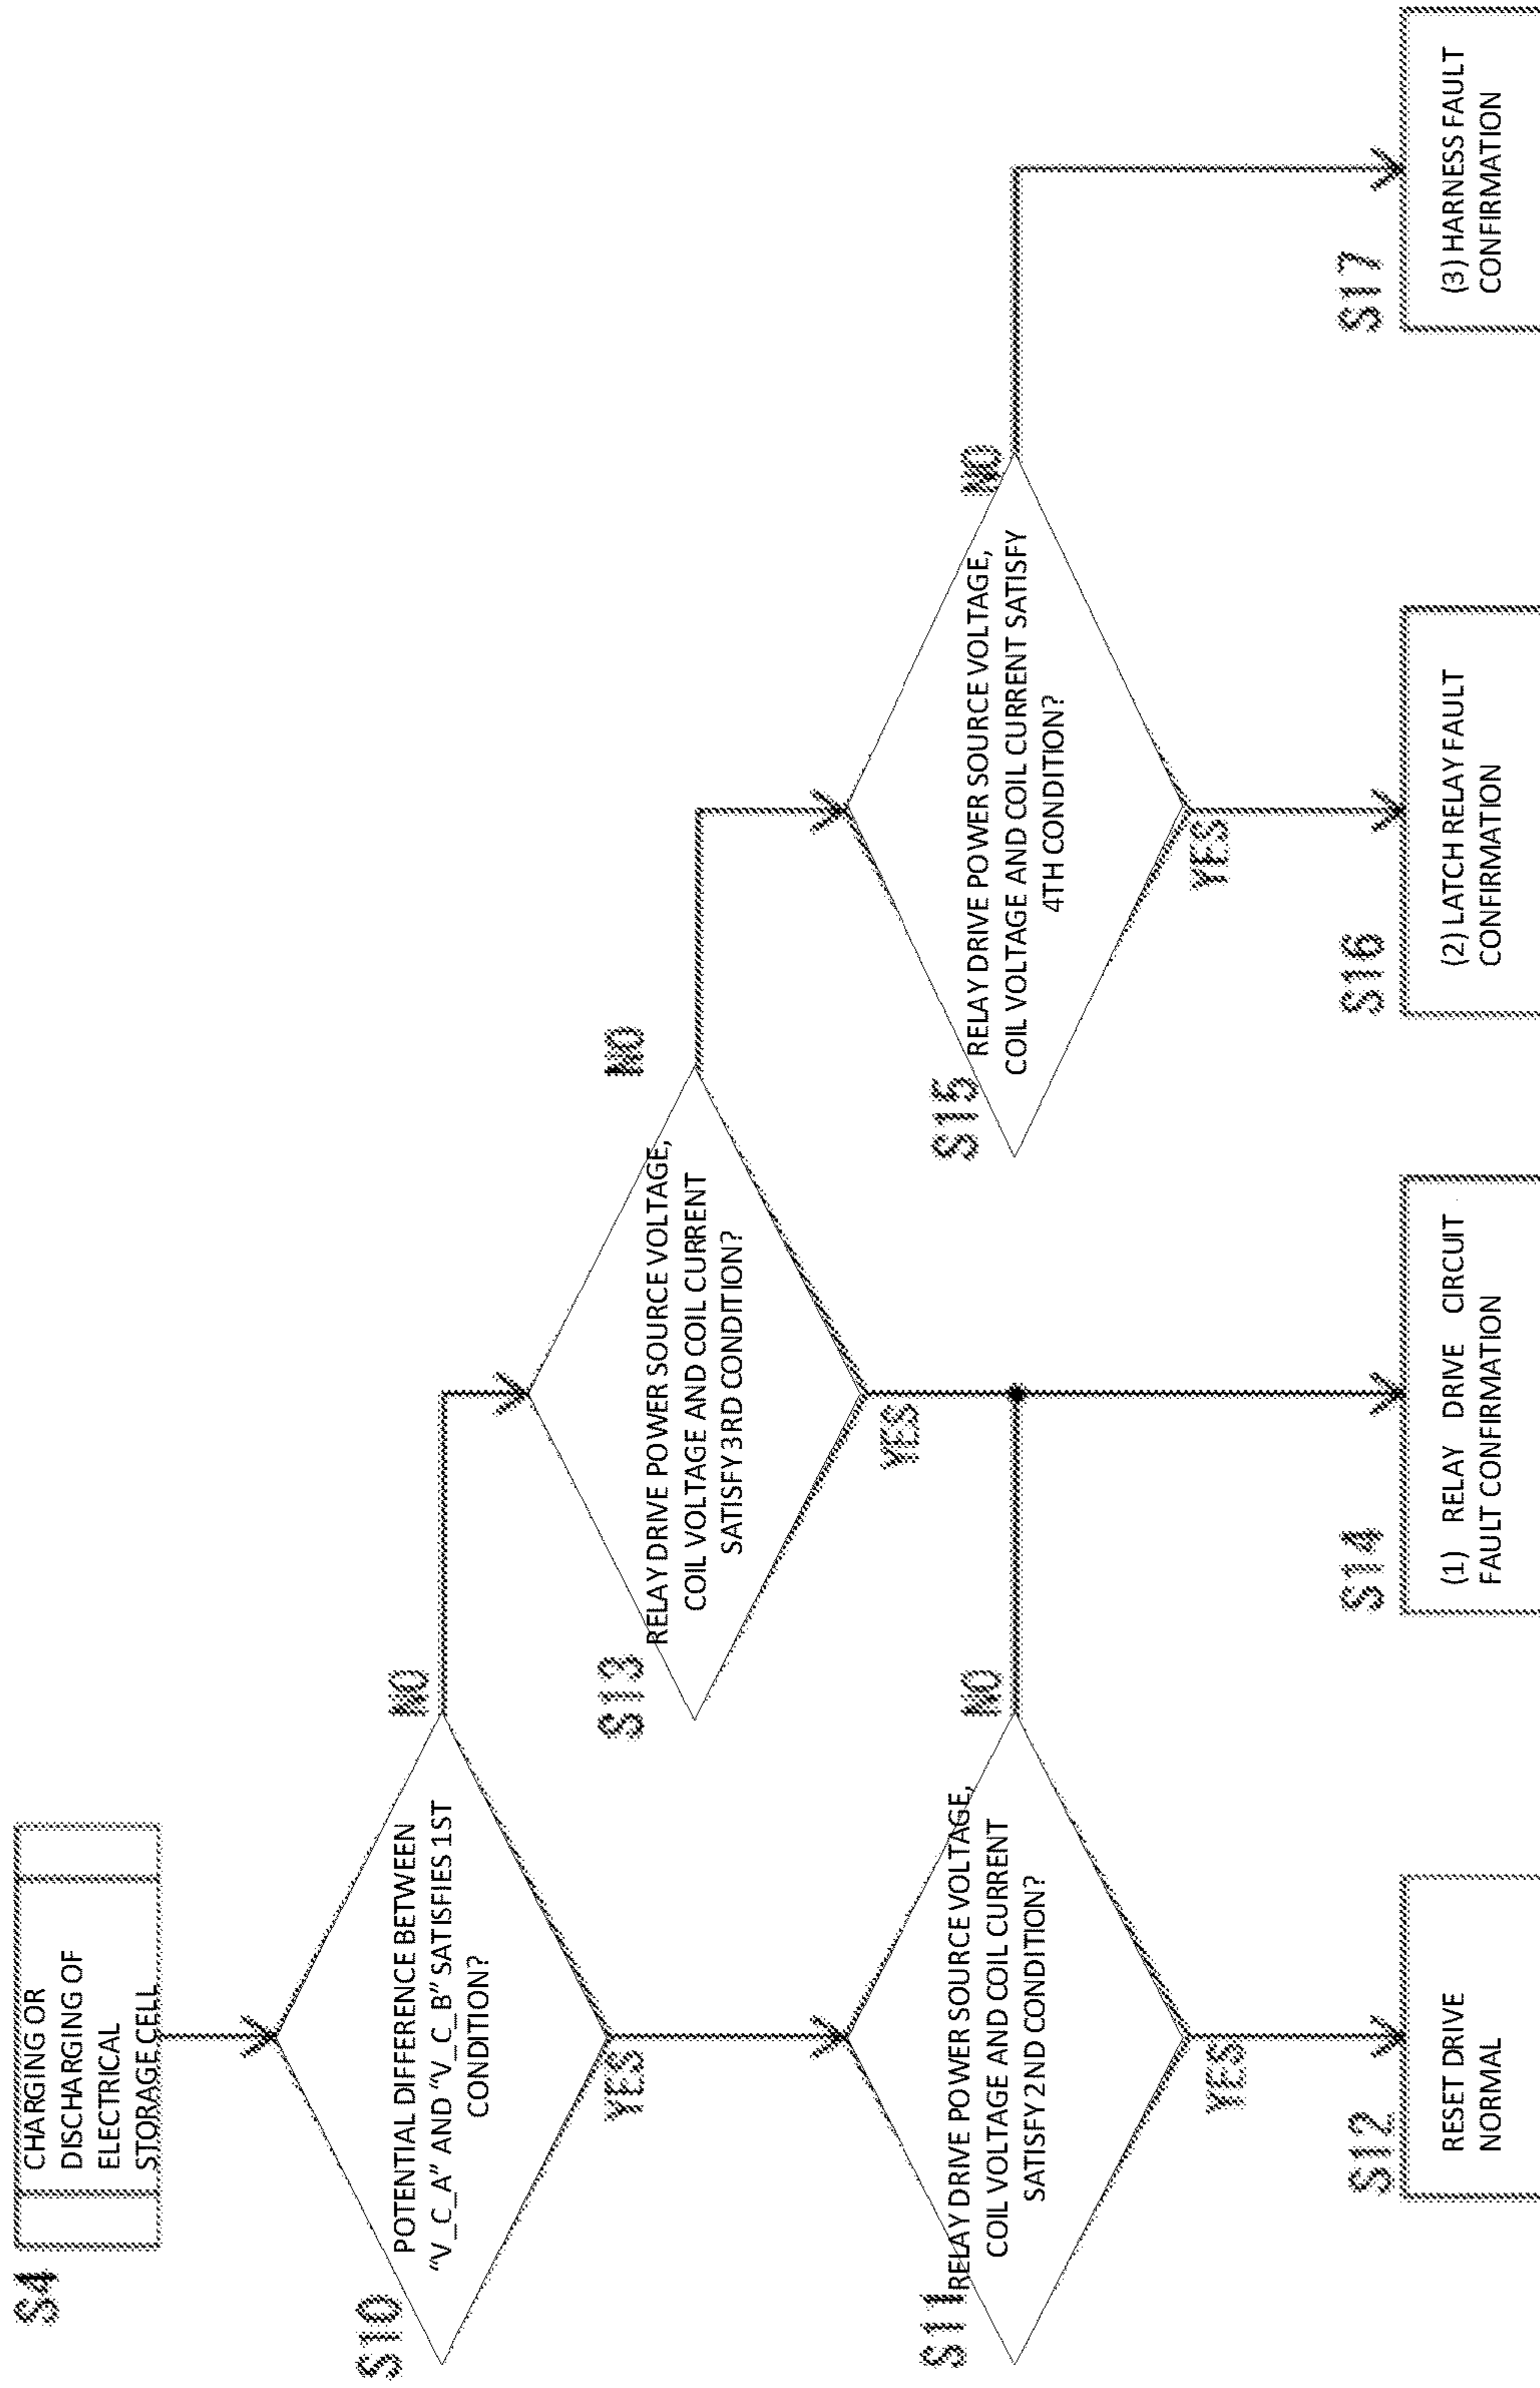 S4
CHARGING OR
DISCHARGING OF
ELECTRICAL
STORAGE CELL
S10
POTENTIAL DIFFERENCE BETWEEN
“V_C_A” AND “V_C_B” SATISFIES 1ST
CONDITION?
NO
YES
S13
RELAY DRIVE POWER SOURCE VOLTAGE,
COIL VOLTAGE AND COIL CURRENT
SATISFY 3RD CONDITION?
NO
YES
S11
RELAY DRIVE POWER SOURCE VOLTAGE,
COIL VOLTAGE AND COIL CURRENT
SATISFY 2ND CONDITION?
NO
YES
S15
RELAY DRIVE POWER SOURCE VOLTAGE,
COIL VOLTAGE AND COIL CURRENT SATISFY
4TH CONDITION?
NO
YES
S12
RESET DRIVE
NORMAL
S14
(1) RELAY DRIVE CIRCUIT
FAULT CONFIRMATION
S16
(2) LATCH RELAY FAULT
CONFIRMATION
S17
(3) HARNESS FAULT
CONFIRMATION